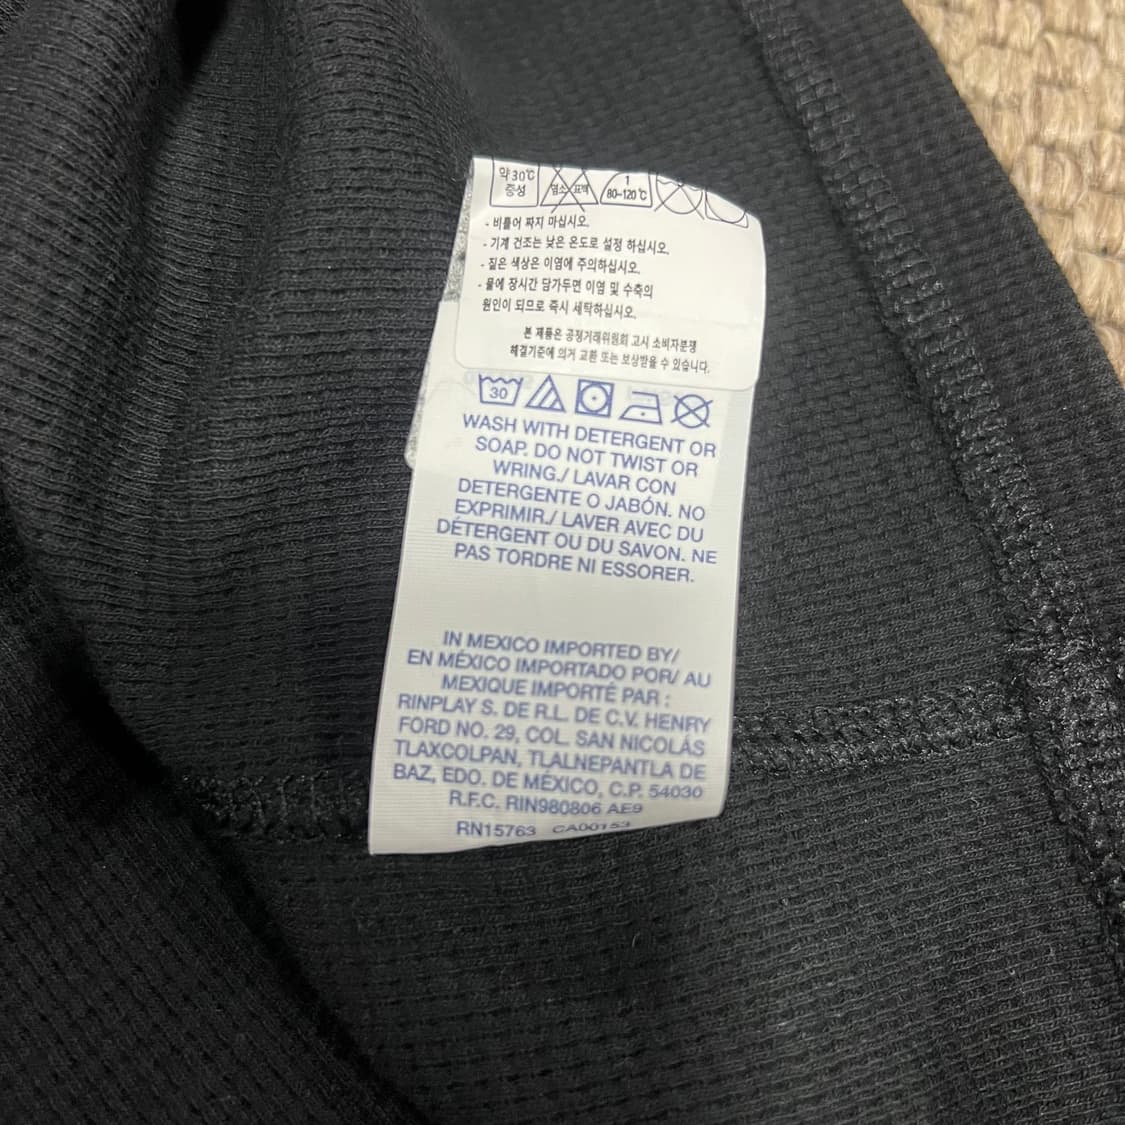 약30℃
중성
염소 표백
1
80~120℃
- 비틀어 짜지 마십시오.
- 기계 건조는 낮은 온도로 설정 하십시오.
- 짙은 색상은 이염에 주의하십시오.
- 물에 장시간 담가두면 이염 및 수축의
원인이 되므로 즉시 세탁하십시오.
본 제품은 공정거래위원회 고시 소비자분쟁
해결기준에 의거 교환 또는 보상받을 수 있습니다.
30
WASH WITH DETERGENT OR
SOAP. DO NOT TWIST OR
WRING./ LAVAR CON
DETERGENTE O JABÓN. NO
EXPRIMIR./ LAVER AVEC DU
DÉTERGENT OU DU SAVON. NE
PAS TORDRE NI ESSORER.
IN MEXICO IMPORTED BY/
EN MÉXICO IMPORTADO POR/ AU
MEXIQUE IMPORTÉ PAR :
RINPLAY S. DE R.L. DE C.V. HENRY
FORD NO. 29, COL. SAN NICOLÁS
TLAXCOLPAN, TLALNEPANTLA DE
BAZ, EDO. DE MÉXICO, C.P. 54030
R.F.C. RIN980806 AE9
RN15763 CA00153